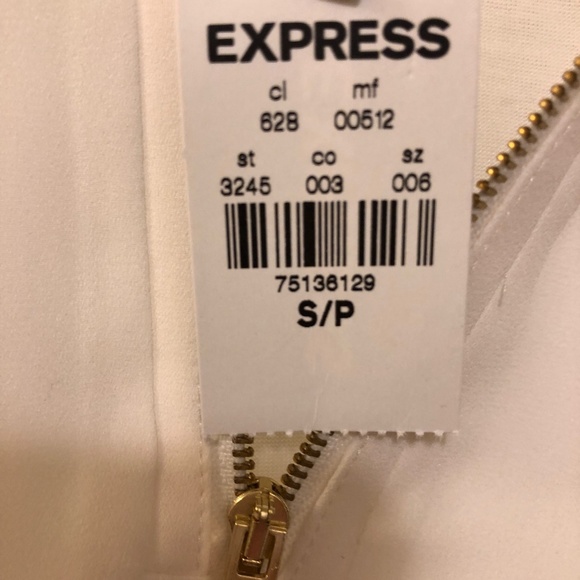 EXPRESS
cl mf
628 00512
st co sz
3245 003 006
75136129
S/P